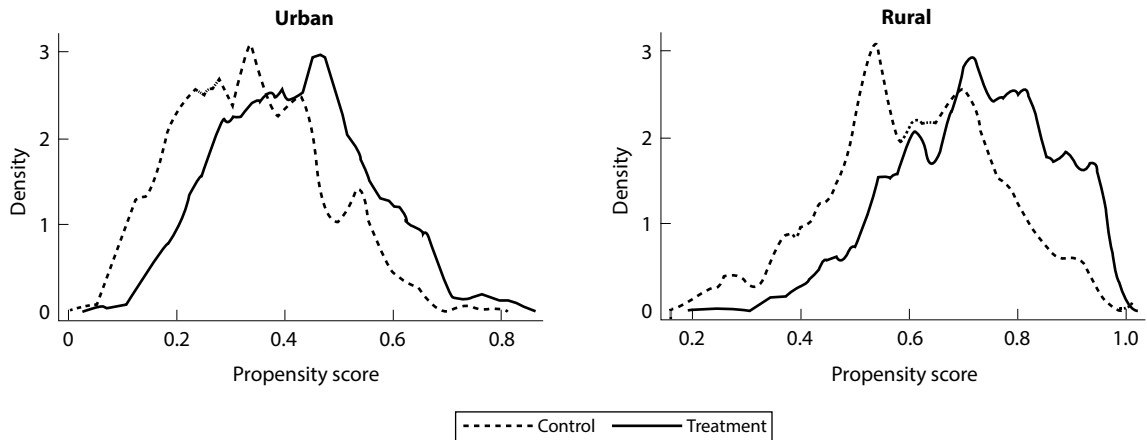 Urban
Density
3
2
1
0
0 0.2 0.4 0.6 0.8
Propensity score
Rural
Density
3
2
1
0
0.2 0.4 0.6 0.8 1.0
Propensity score
Control Treatment